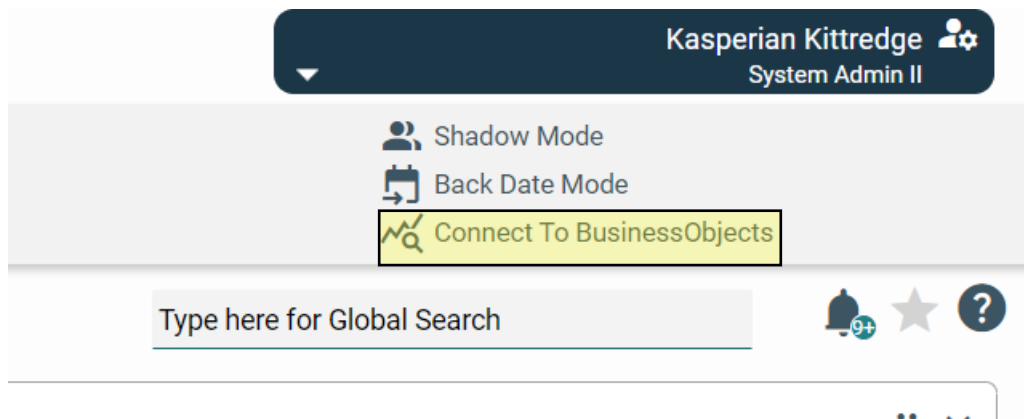 Kasperian Kittredge
System Admin II
Shadow Mode
Back Date Mode
Connect To BusinessObjects
Type here for Global Search
9+
?